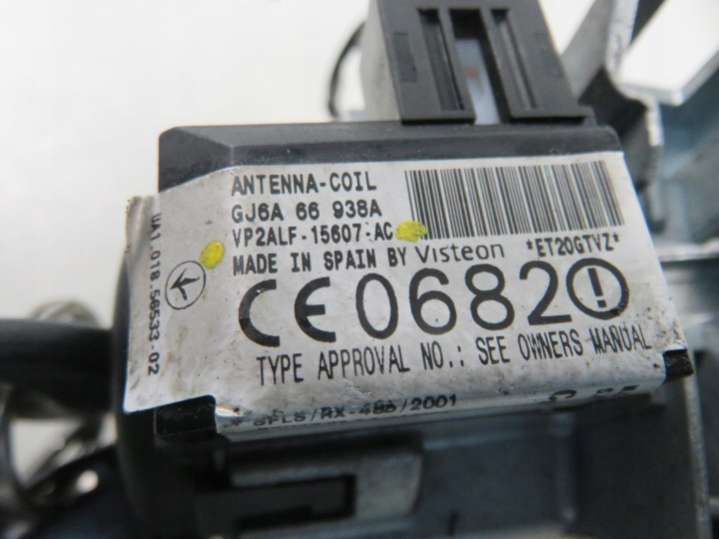 ANTENNA-COIL
GJ6A 66 938A
VP2ALF-15607-AC
MADE IN SPAIN BY Visteon *ET20GTVZ*
CE0682
TYPE APPROVAL NO.: SEE OWNERS MANUAL
/2001